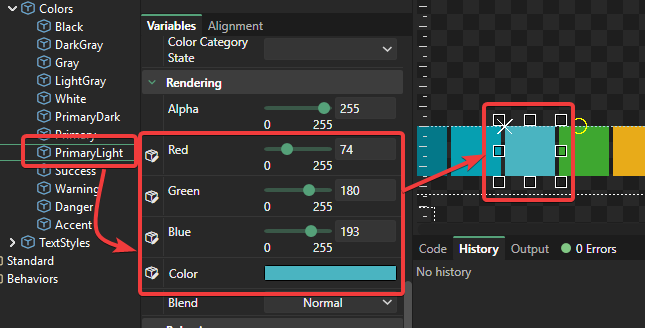 Colors
Black
DarkGray
Gray
LightGray
White
PrimaryDark
Primary
PrimaryLight
Success
Warning
Danger
Accent
TextStyles
Standard
Behaviors
Variables Alignment
Color Category
State
Rendering
Alpha 255
0 255
Red 74
0 255
Green 180
0 255
Blue 193
0 255
Color
Blend Normal
Code History Output 0 Errors
No history